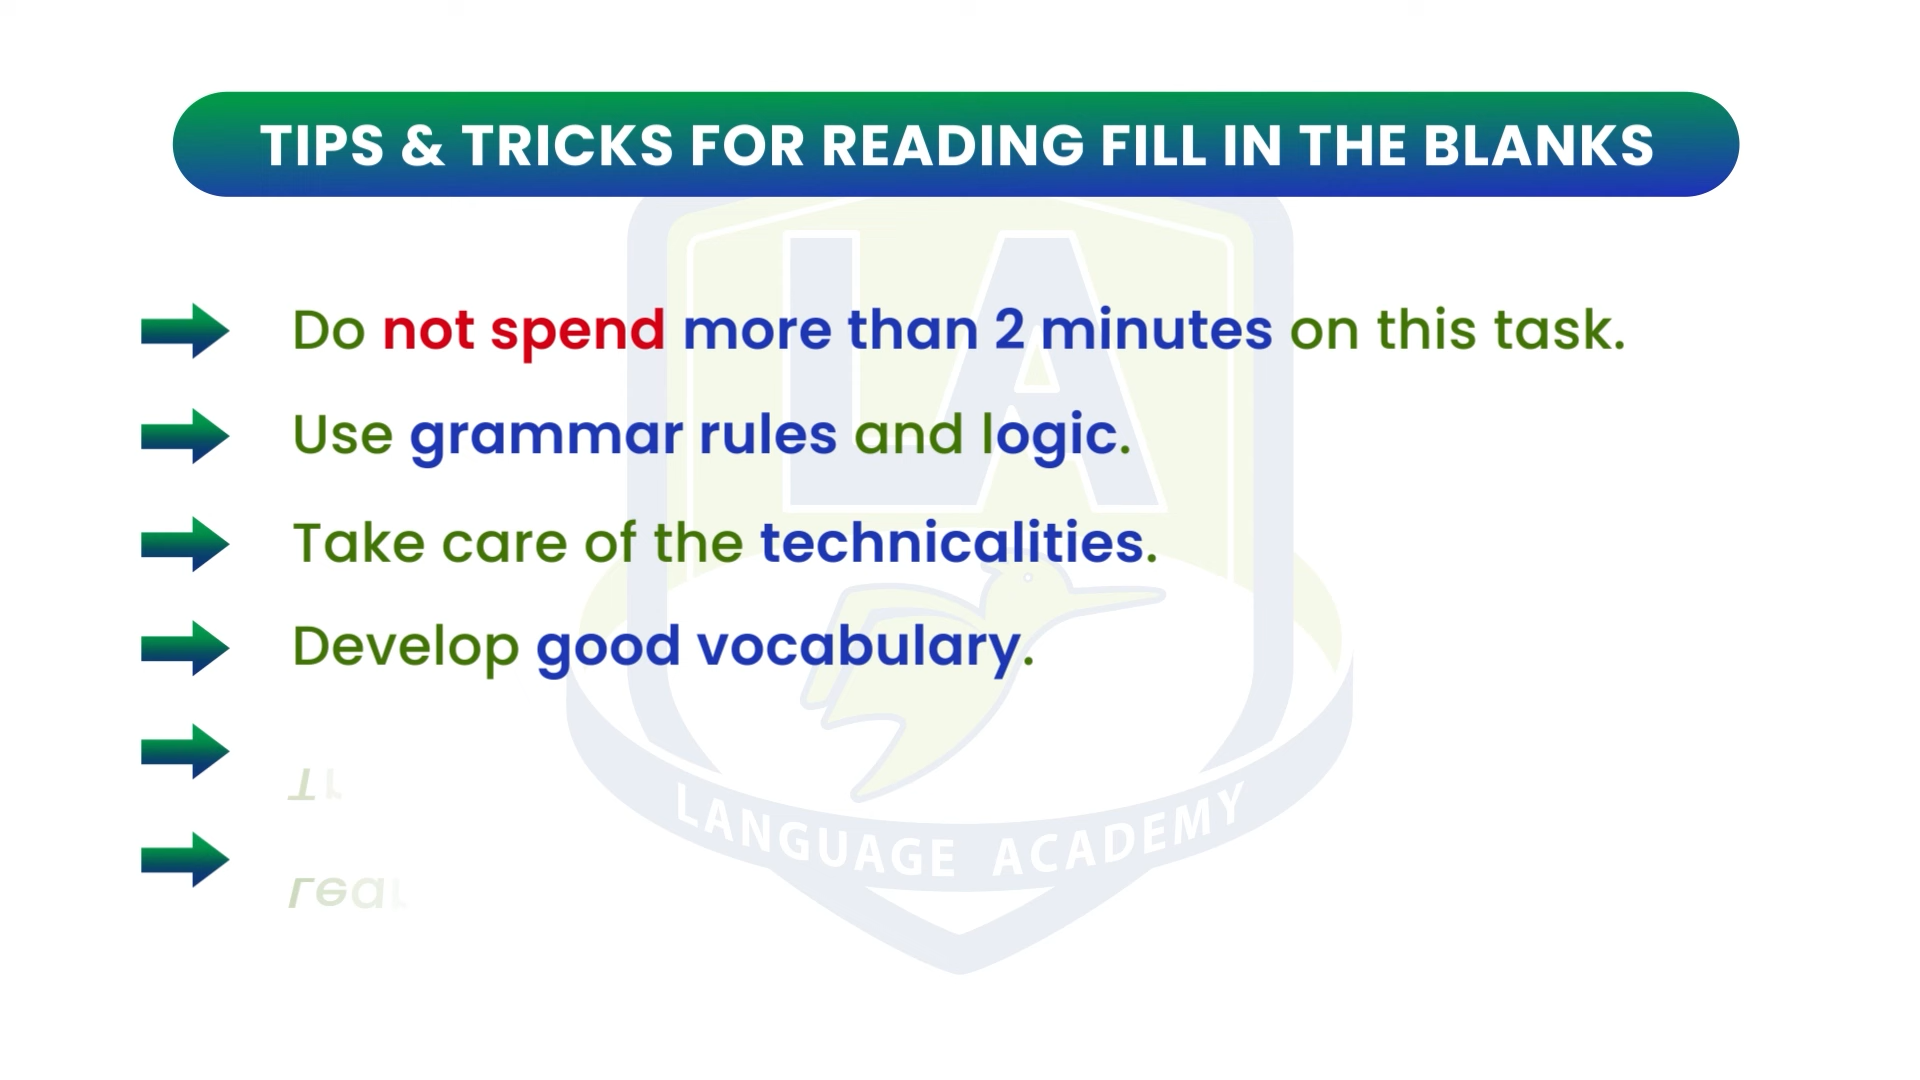 TIPS & TRICKS FOR READING FILL IN THE BLANKS
Do not spend more than 2 minutes on this task.
Use grammar rules and logic.
Take care of the technicalities.
Develop good vocabulary.
LA
LANGUAGE ACADEMY